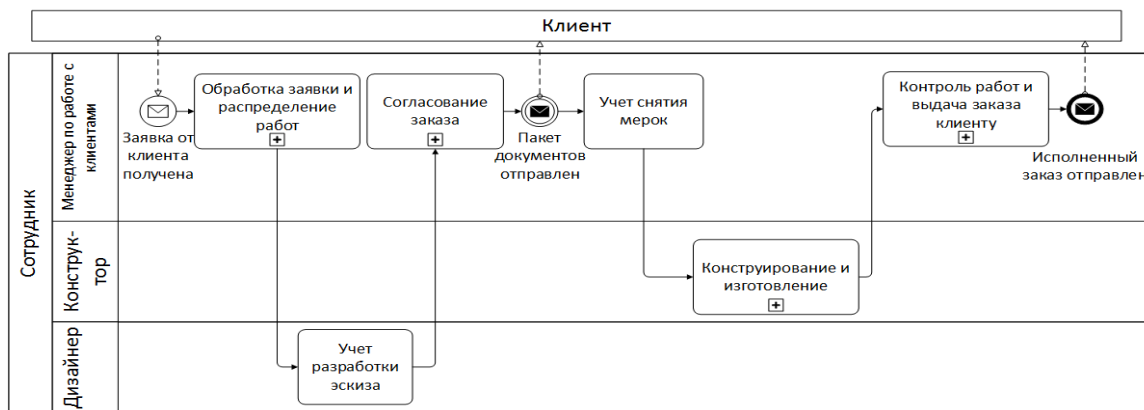 Клиент
Сотрудник
Менеджер по работе с
клиентами
Заявка от
клиента
получена
Обработка заявки и
распределение
работ
Согласование
заказа
Пакет
документов
отправлен
Учет снятия
мерок
Контроль работ и
выдача заказа
клиенту
Исполненный
заказ отправлен
Конструк-
тор
Конструирование и
изготовление
Дизайнер
Учет
разработки
эскиза